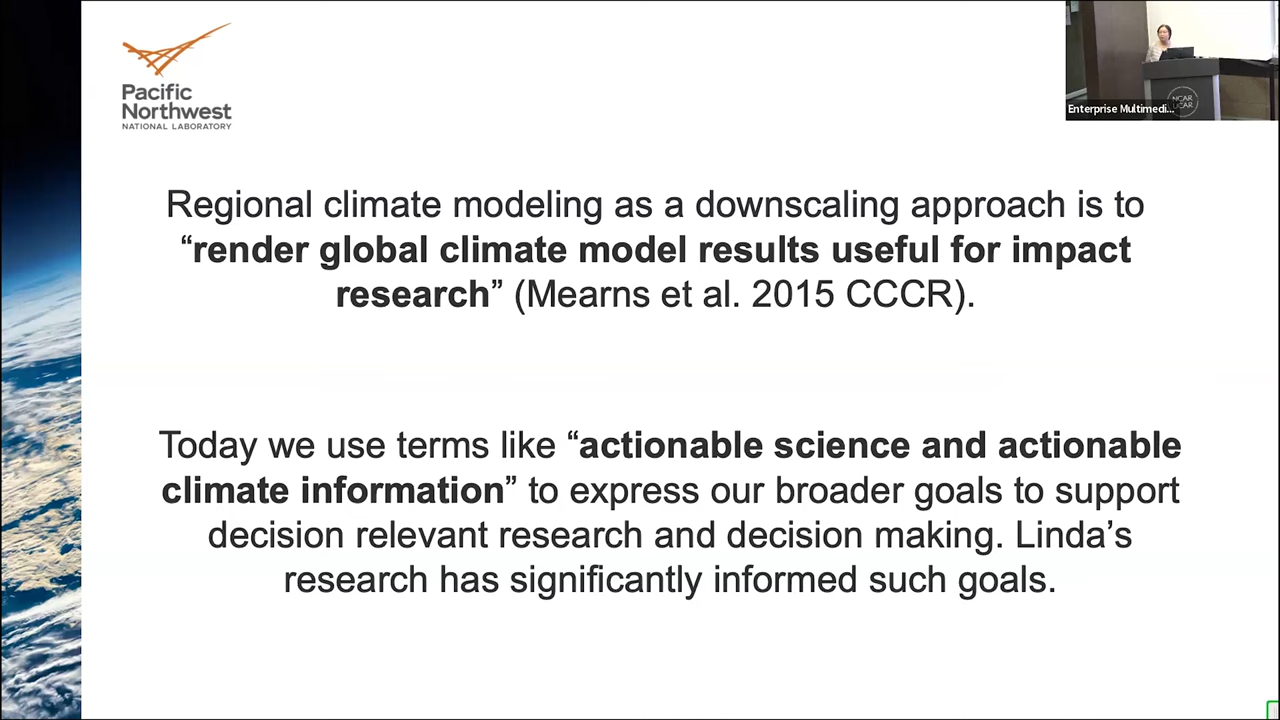 Pacific
Northwest
NATIONAL LABORATORY
Enterprise Multimedi...
NCAR
UCAR
Regional climate modeling as a downscaling approach is to
“render global climate model results useful for impact
research” (Mearns et al. 2015 CCCR).
Today we use terms like “actionable science and actionable
climate information” to express our broader goals to support
decision relevant research and decision making. Linda’s
research has significantly informed such goals.